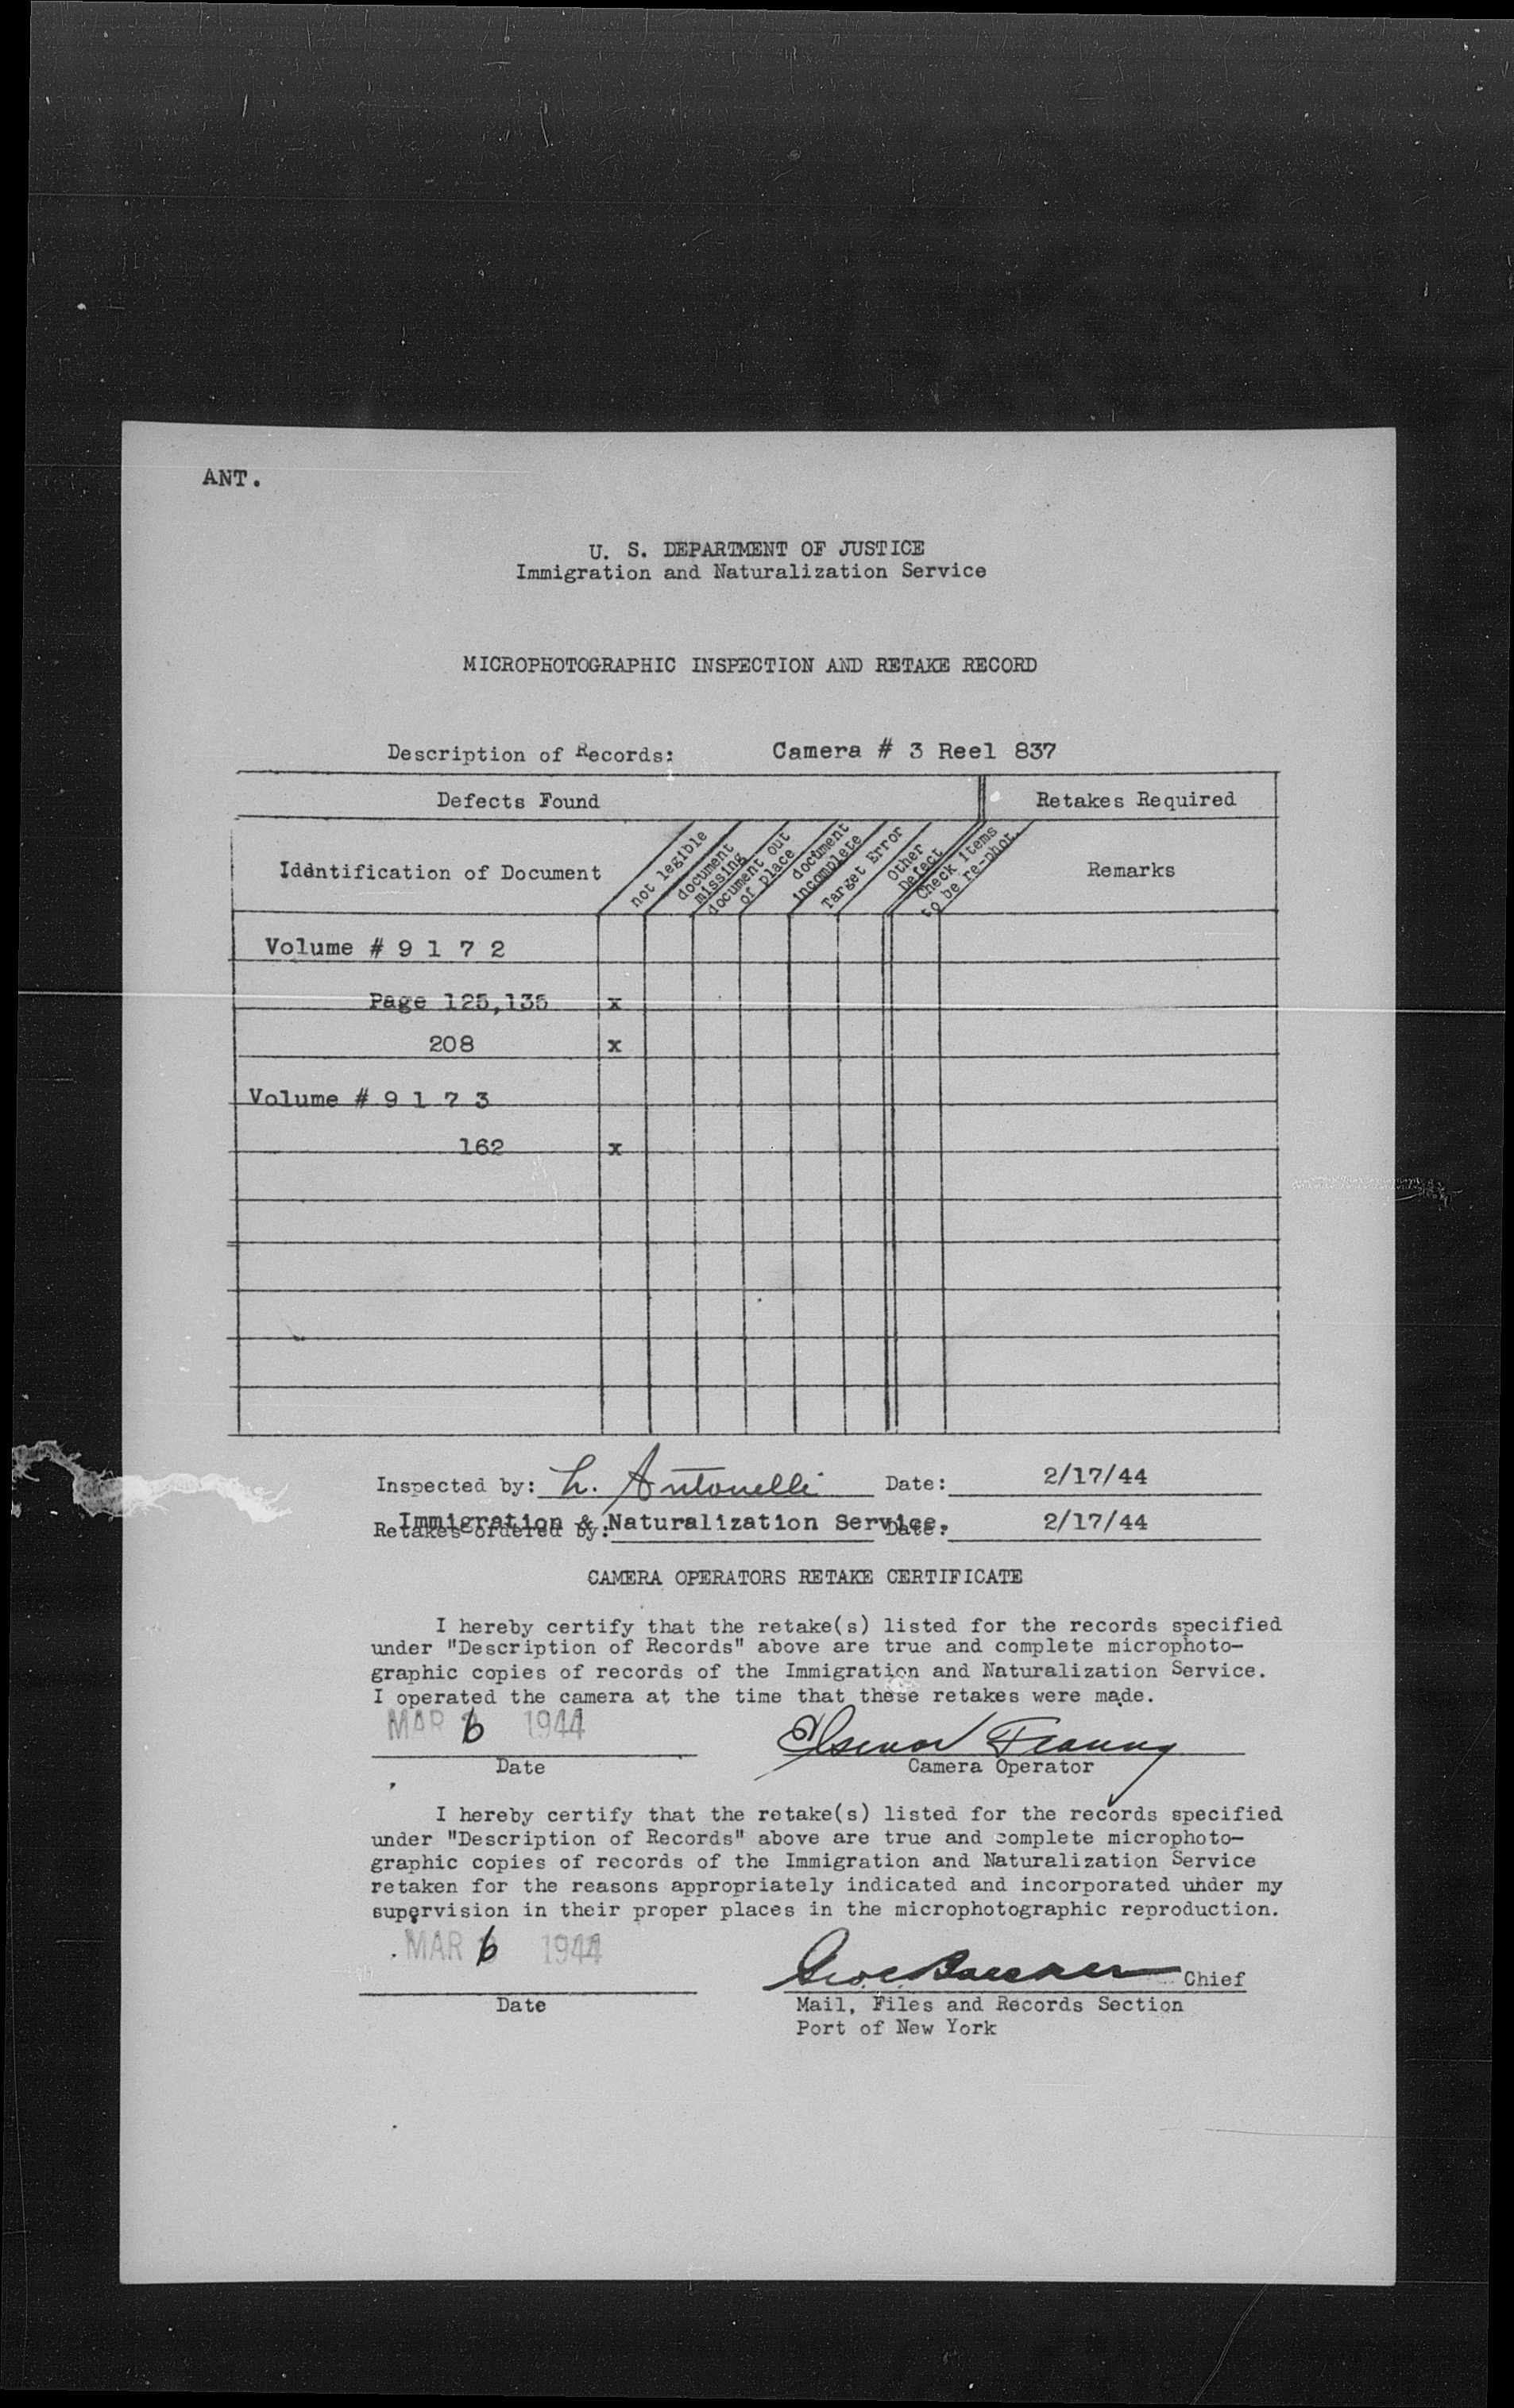 ANT.
U. S. DEPARTMENT OF JUSTICE
Immigration and Naturalization Service
MICROPHOTOGRAPHIC INSPECTION AND RETAKE RECORD
Description of Records: Camera # 3 Reel 837
Defects Found Retakes Required
Identification of Document
not legible
document missing
document out of place
document incomplete
Target Error
Other Defect
Check items to be re-phot.
Remarks
Volume # 9 1 7 2
Page 125,135 x
208 x
Volume # 9 1 7 3
162 x
Inspected by: L. Antonelli Date: 2/17/44
Retakes ordered by: Immigration & Naturalization Service. Date: 2/17/44
CAMERA OPERATORS RETAKE CERTIFICATE
I hereby certify that the retake(s) listed for the records specified
under "Description of Records" above are true and complete microphoto-
graphic copies of records of the Immigration and Naturalization Service.
I operated the camera at the time that these retakes were made.
MAR 6 1944
Date Camera Operator
I hereby certify that the retake(s) listed for the records specified
under "Description of Records" above are true and complete microphoto-
graphic copies of records of the Immigration and Naturalization Service
retaken for the reasons appropriately indicated and incorporated under my
supervision in their proper places in the microphotographic reproduction.
MAR 6 1944
Chief
Date Mail, Files and Records Section
Port of New York